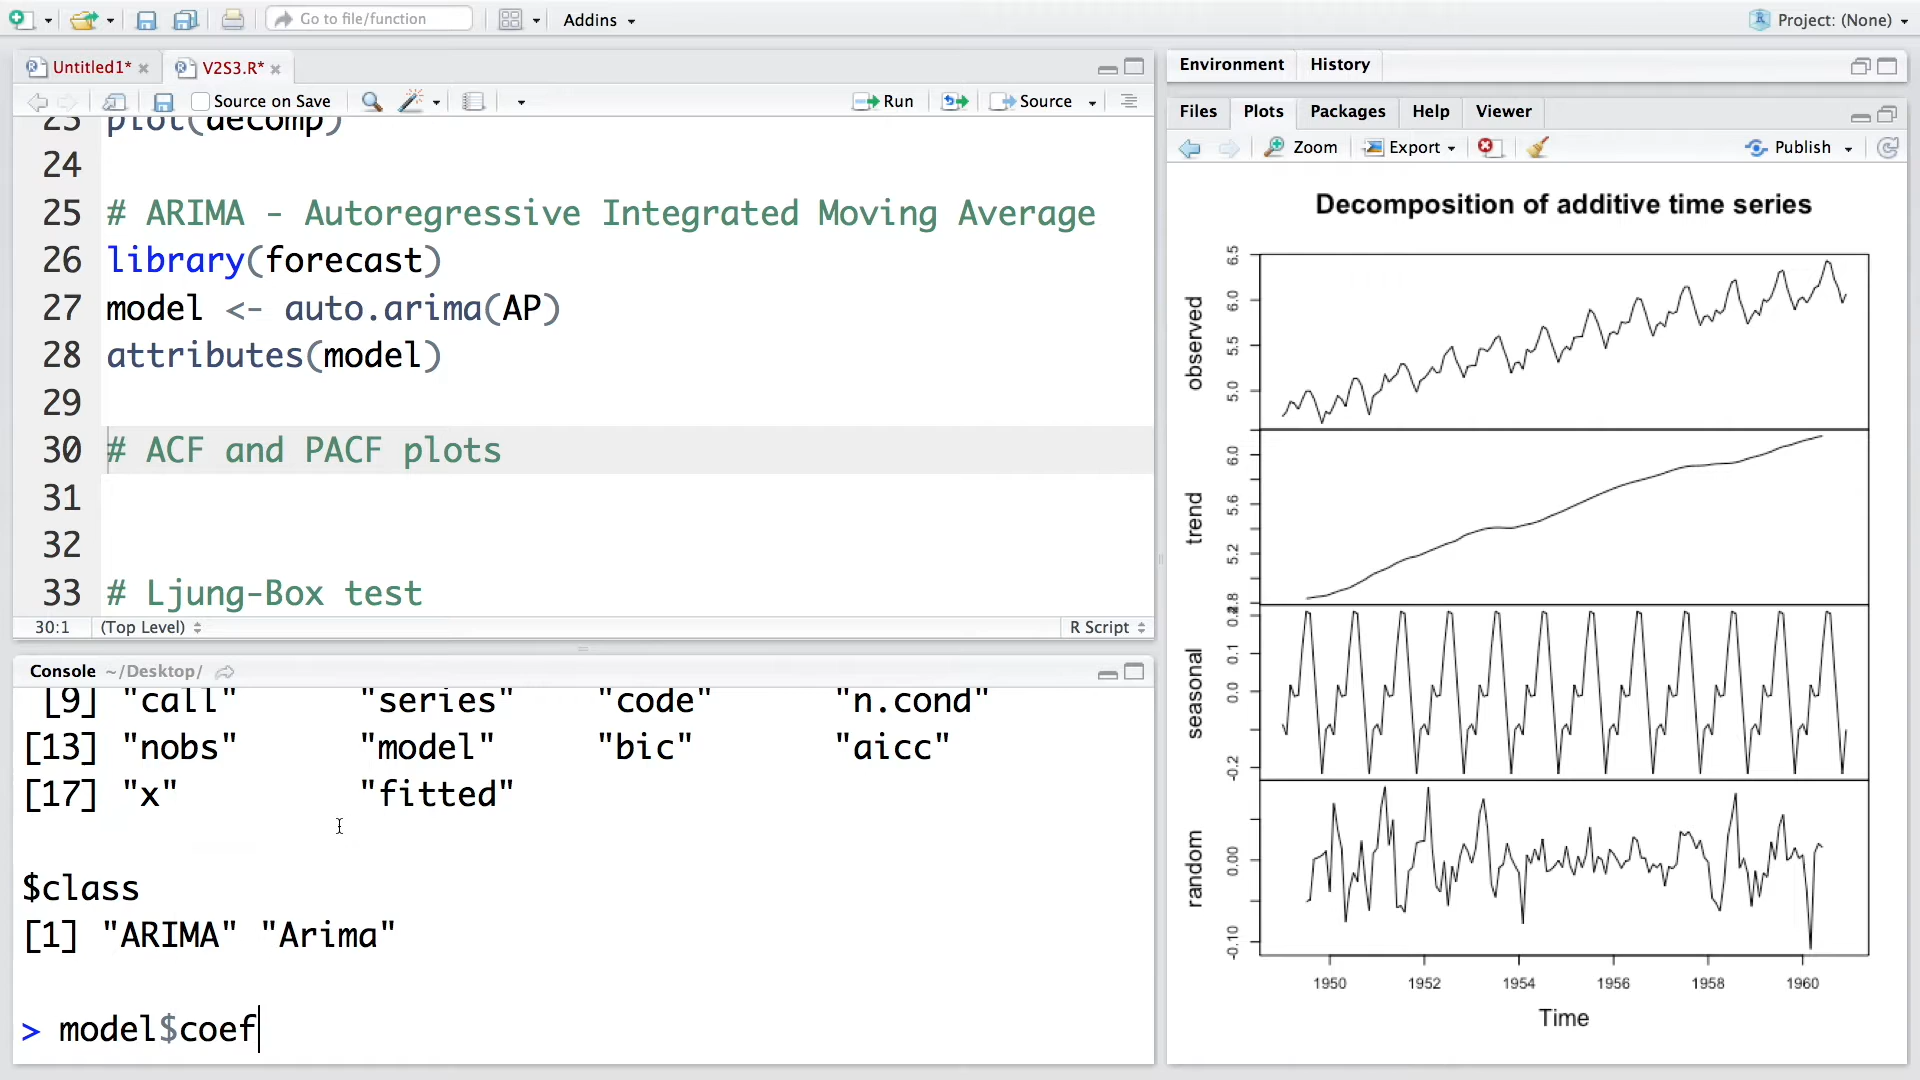 Go to file/function
Addins
Project: (None)
Untitled1*
V2S3.R*
Source on Save
Run
Source
23 plot(decomp)
24
25 # ARIMA - Autoregressive Integrated Moving Average
26 library(forecast)
27 model <- auto.arima(AP)
28 attributes(model)
29
30 # ACF and PACF plots
31
32
33 # Ljung-Box test
30:1 (Top Level) R Script
Console ~/Desktop/
[9] "call" "series" "code" "n.cond"
[13] "nobs" "model" "bic" "aicc"
[17] "x" "fitted"
$class
[1] "ARIMA" "Arima"
> model$coef
Environment History
Files Plots Packages Help Viewer
Zoom Export Publish
Decomposition of additive time series
observed
6.5
6.0
5.5
5.0
trend
6.0
5.6
5.2
seasonal
0.1
0.0
-0.2
random
0.00
-0.10
1950 1952 1954 1956 1958 1960
Time